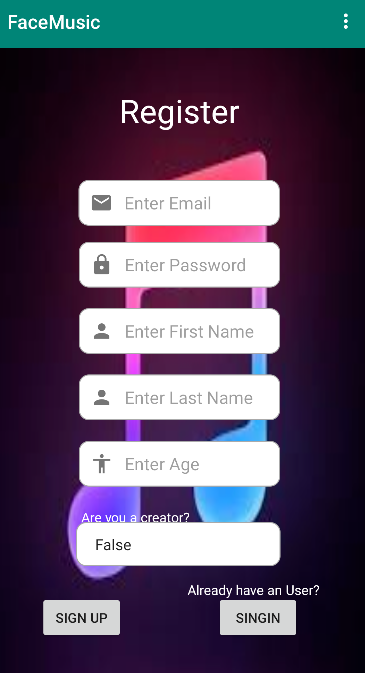 FaceMusic
Register
Enter Email
Enter Password
Enter First Name
Enter Last Name
Enter Age
Are you a creator?
False
Already have an User?
SIGN UP
SINGIN